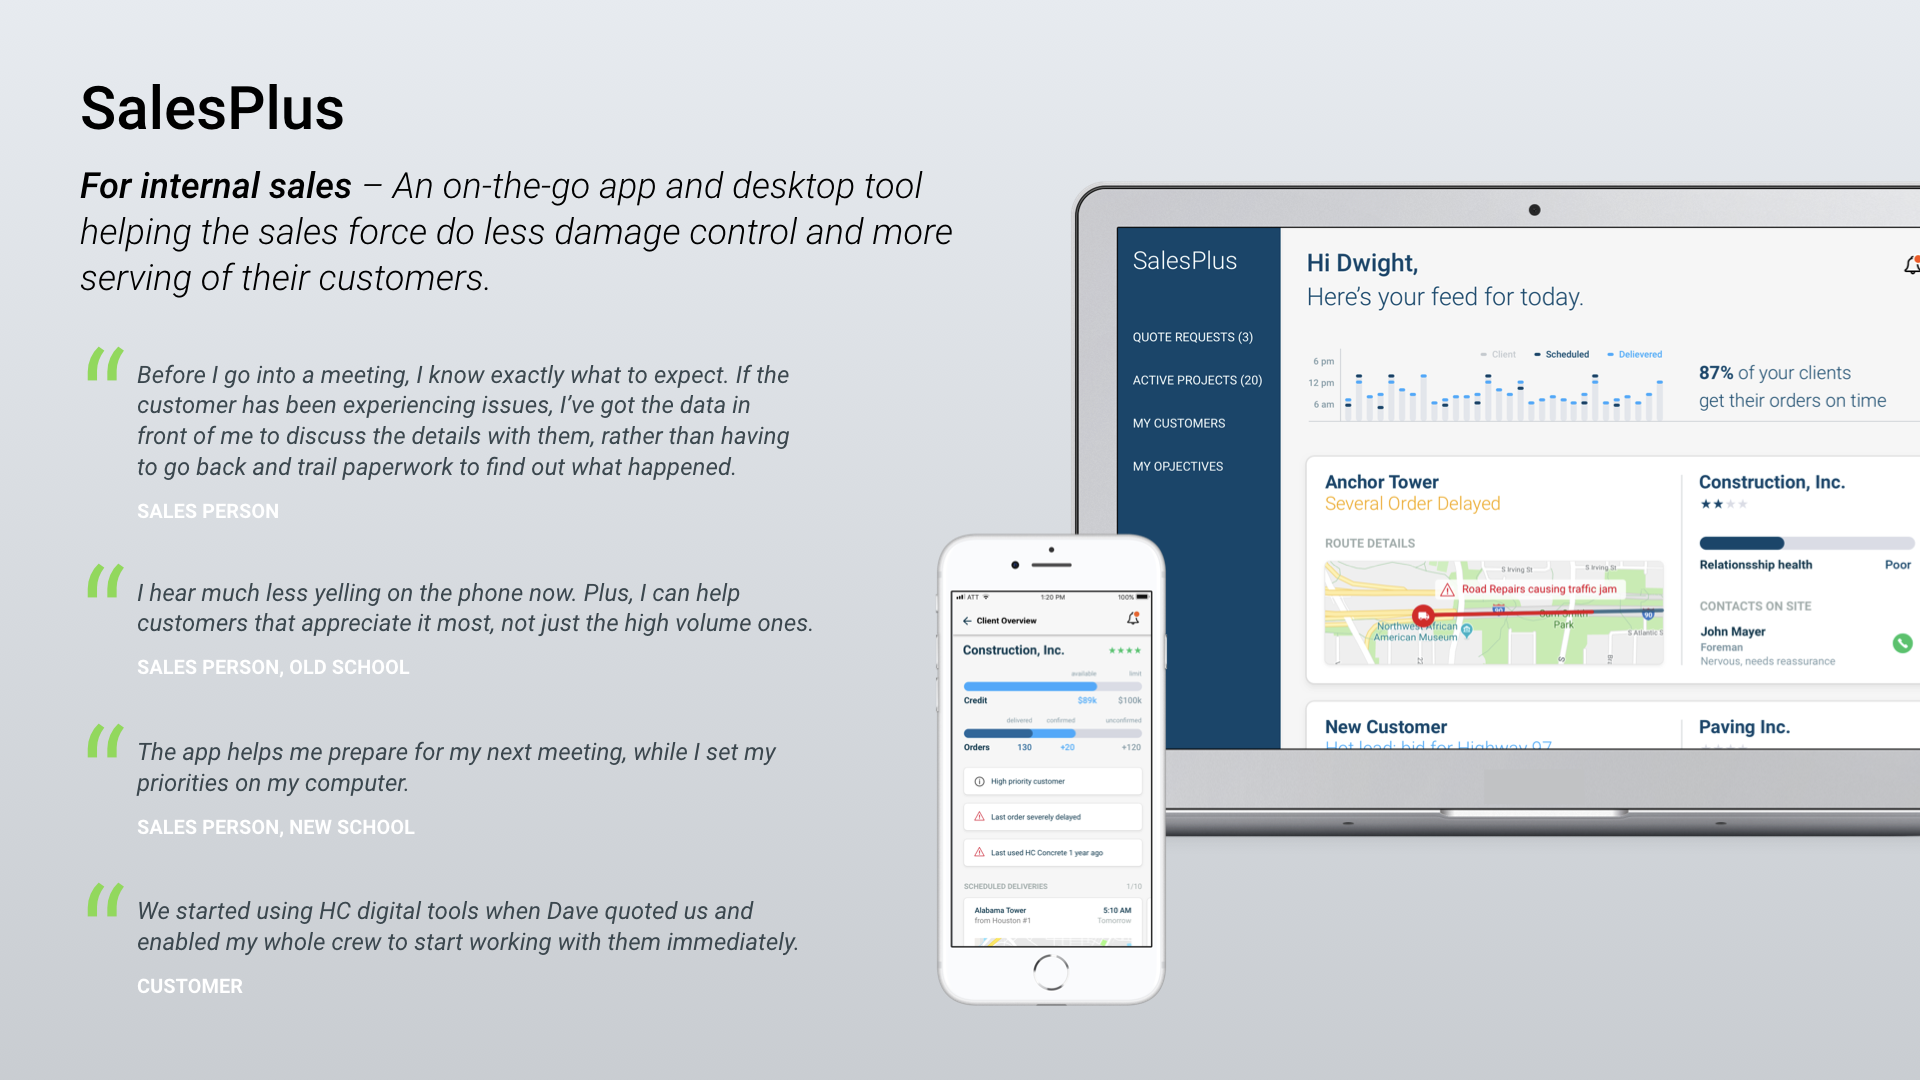 SalesPlus
For internal sales – An on-the-go app and desktop tool
helping the sales force do less damage control and more
serving of their customers.
“
Before I go into a meeting, I know exactly what to expect. If the
customer has been experiencing issues, I’ve got the data in
front of me to discuss the details with them, rather than having
to go back and trail paperwork to find out what happened.
SALES PERSON
“
I hear much less yelling on the phone now. Plus, I can help
customers that appreciate it most, not just the high volume ones.
SALES PERSON, OLD SCHOOL
“
The app helps me prepare for my next meeting, while I set my
priorities on my computer.
SALES PERSON, NEW SCHOOL
“
We started using HC digital tools when Dave quoted us and
enabled my whole crew to start working with them immediately.
CUSTOMER
ATT 1:20 PM 100%
Client Overview
Construction, Inc.
available limit
Credit $89k $100k
delivered confirmed unconfirmed
Orders 130 +20 +120
High priority customer
Last order severely delayed
Last used HC Concrete 1 year ago
SCHEDULED DELIVERIES 1/10
Alabama Tower 5:10 AM
from Houston #1 Tomorrow
SalesPlus
QUOTE REQUESTS (3)
ACTIVE PROJECTS (20)
MY CUSTOMERS
MY OPJECTIVES
Hi Dwight,
Here’s your feed for today.
Client Scheduled Delievered
6 pm
12 pm
6 am
87% of your clients
get their orders on time
Anchor Tower
Several Order Delayed
ROUTE DETAILS
S Irving St S Irving St
Road Repairs causing traffic jam
90 90
Park
Northwest African
American Museum
S Atlantic S
Construction, Inc.
Relationsship health Poor
CONTACTS ON SITE
John Mayer
Foreman
Nervous, needs reassurance
New Customer
Hot lead: bid for Highway 97
Paving Inc.